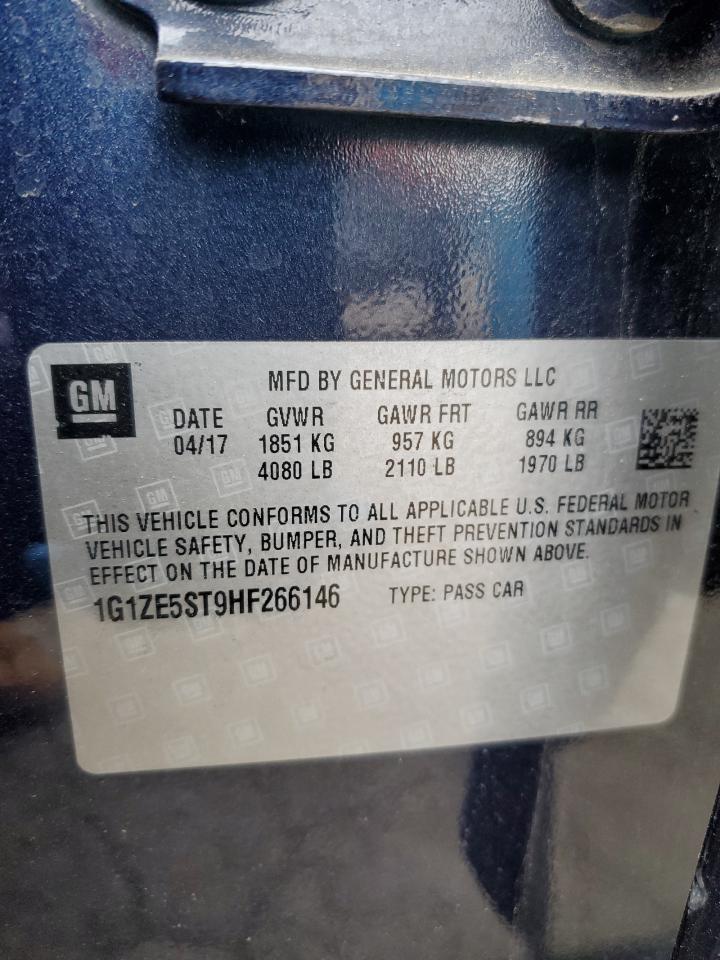 GM
MFD BY GENERAL MOTORS LLC
DATE GVWR GAWR FRT GAWR RR
04/17 1851 KG 957 KG 894 KG
4080 LB 2110 LB 1970 LB
THIS VEHICLE CONFORMS TO ALL APPLICABLE U.S. FEDERAL MOTOR
VEHICLE SAFETY, BUMPER, AND THEFT PREVENTION STANDARDS IN
EFFECT ON THE DATE OF MANUFACTURE SHOWN ABOVE.
1G1ZE5ST9HF266146 TYPE: PASS CAR